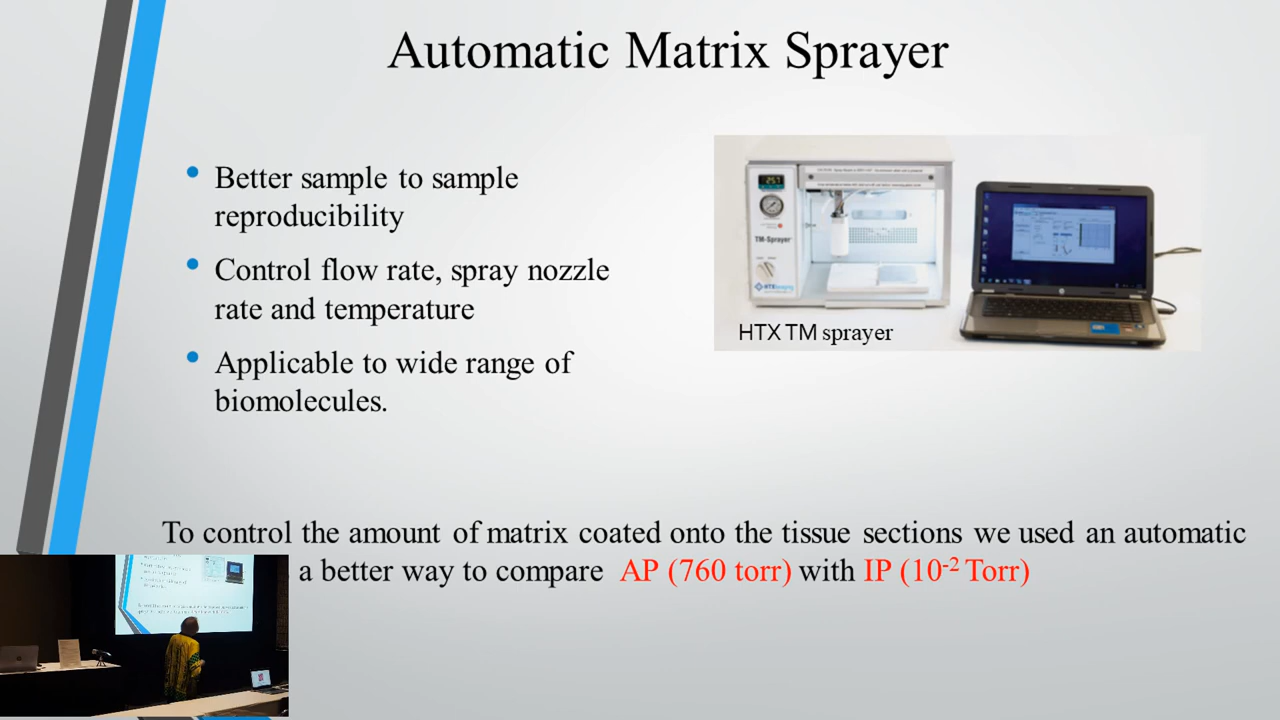 Automatic Matrix Sprayer
• Better sample to sample
reproducibility
• Control flow rate, spray nozzle
rate and temperature
• Applicable to wide range of
biomolecules.
TM-Sprayer
HTX TM sprayer
To control the amount of matrix coated onto the tissue sections we used an automatic
a better way to compare AP (760 torr) with IP (10⁻² Torr)